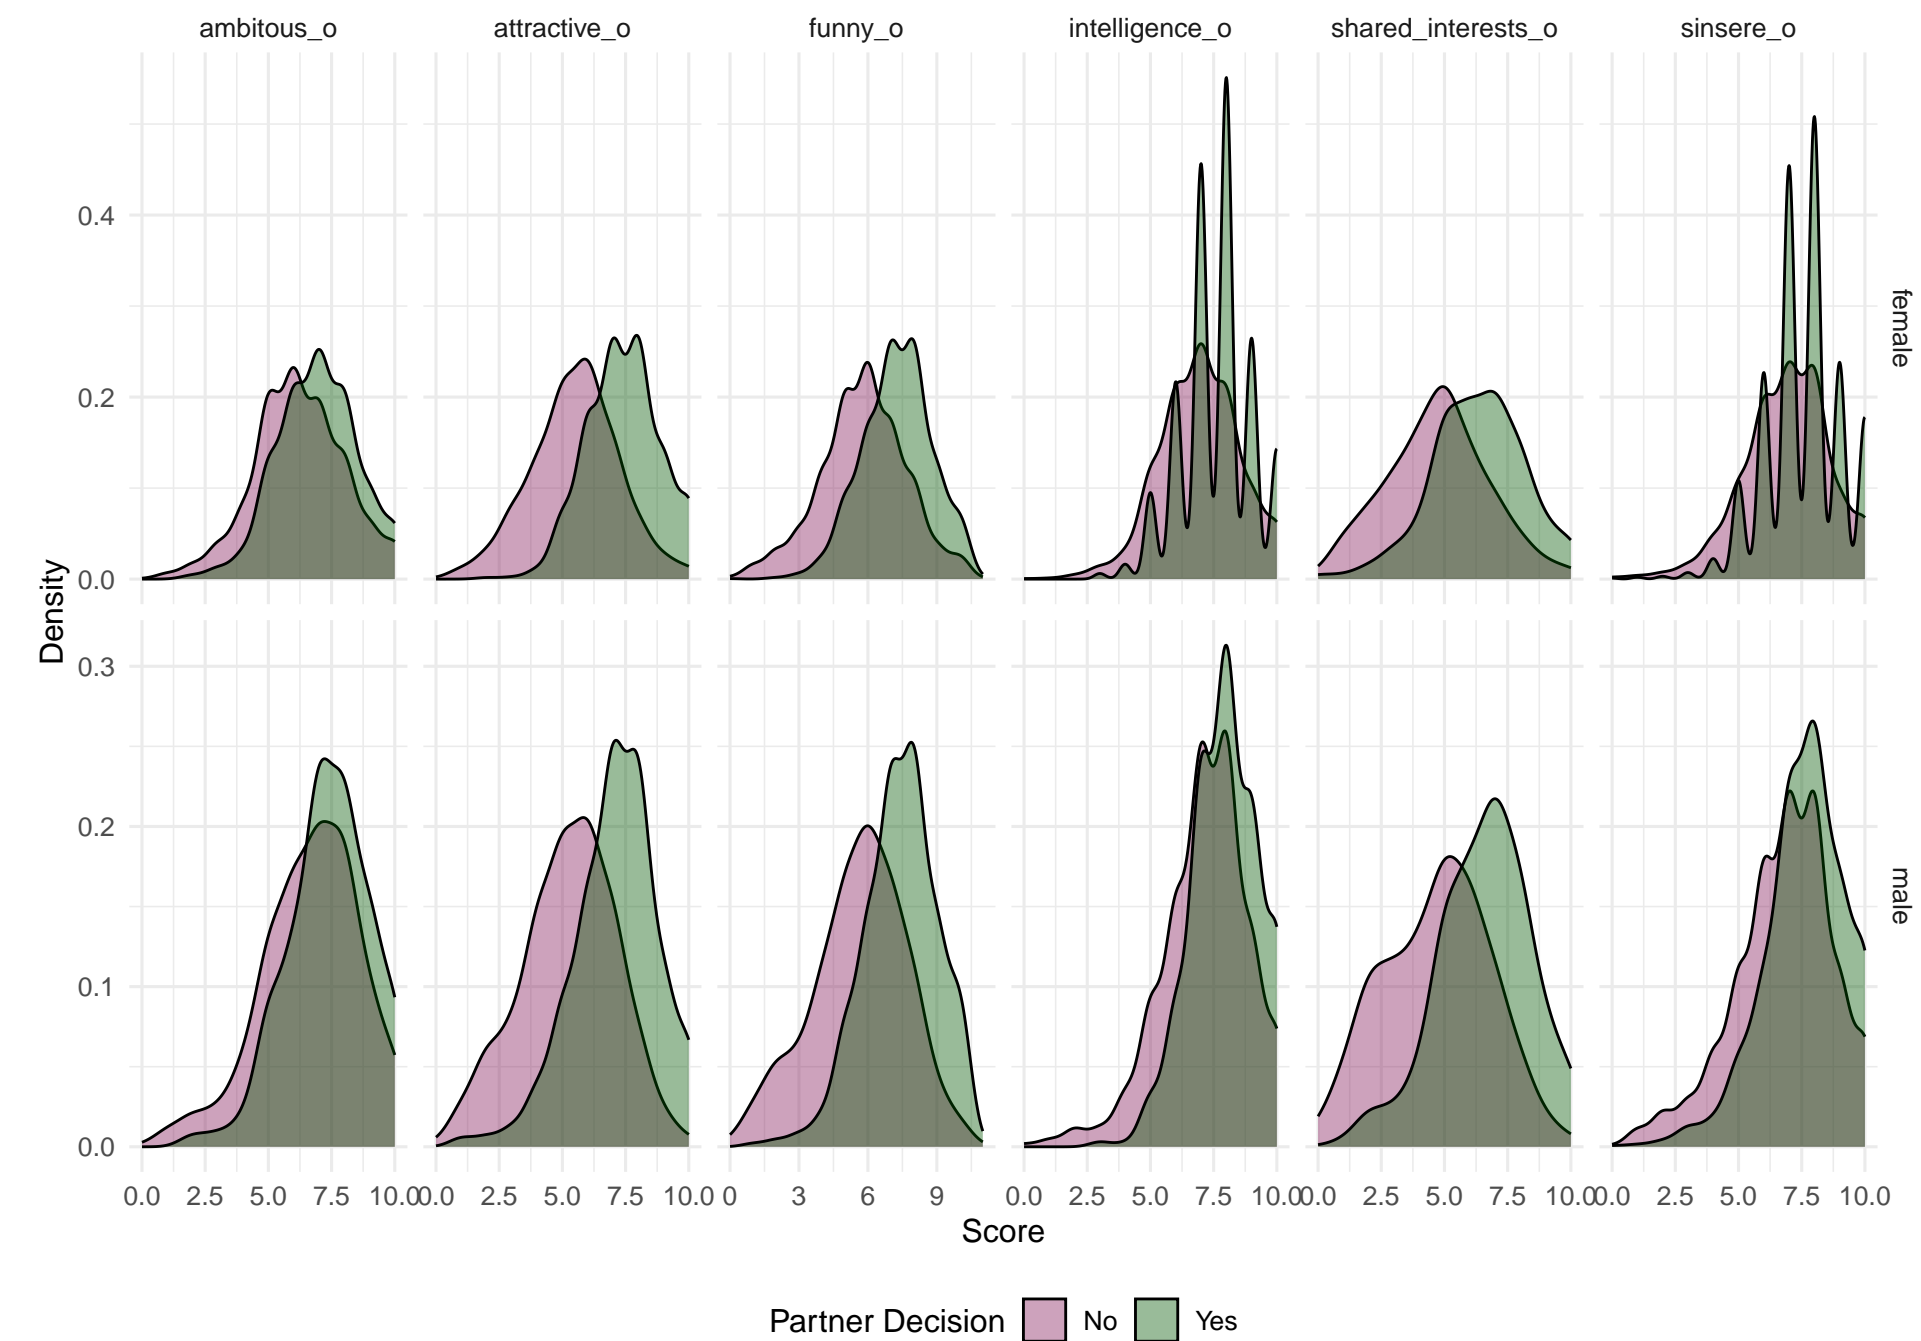 ambitous_o attractive_o funny_o intelligence_o shared_interests_o sinsere_o
0.4
0.2
0.0
female
Density
0.3
0.2
0.1
0.0
male
0.0 2.5 5.0 7.5 10.0 0.0 2.5 5.0 7.5 10.0 0 3 6 9 0.0 2.5 5.0 7.5 10.0 0.0 2.5 5.0 7.5 10.0 0.0 2.5 5.0 7.5 10.0
Score
Partner Decision No Yes